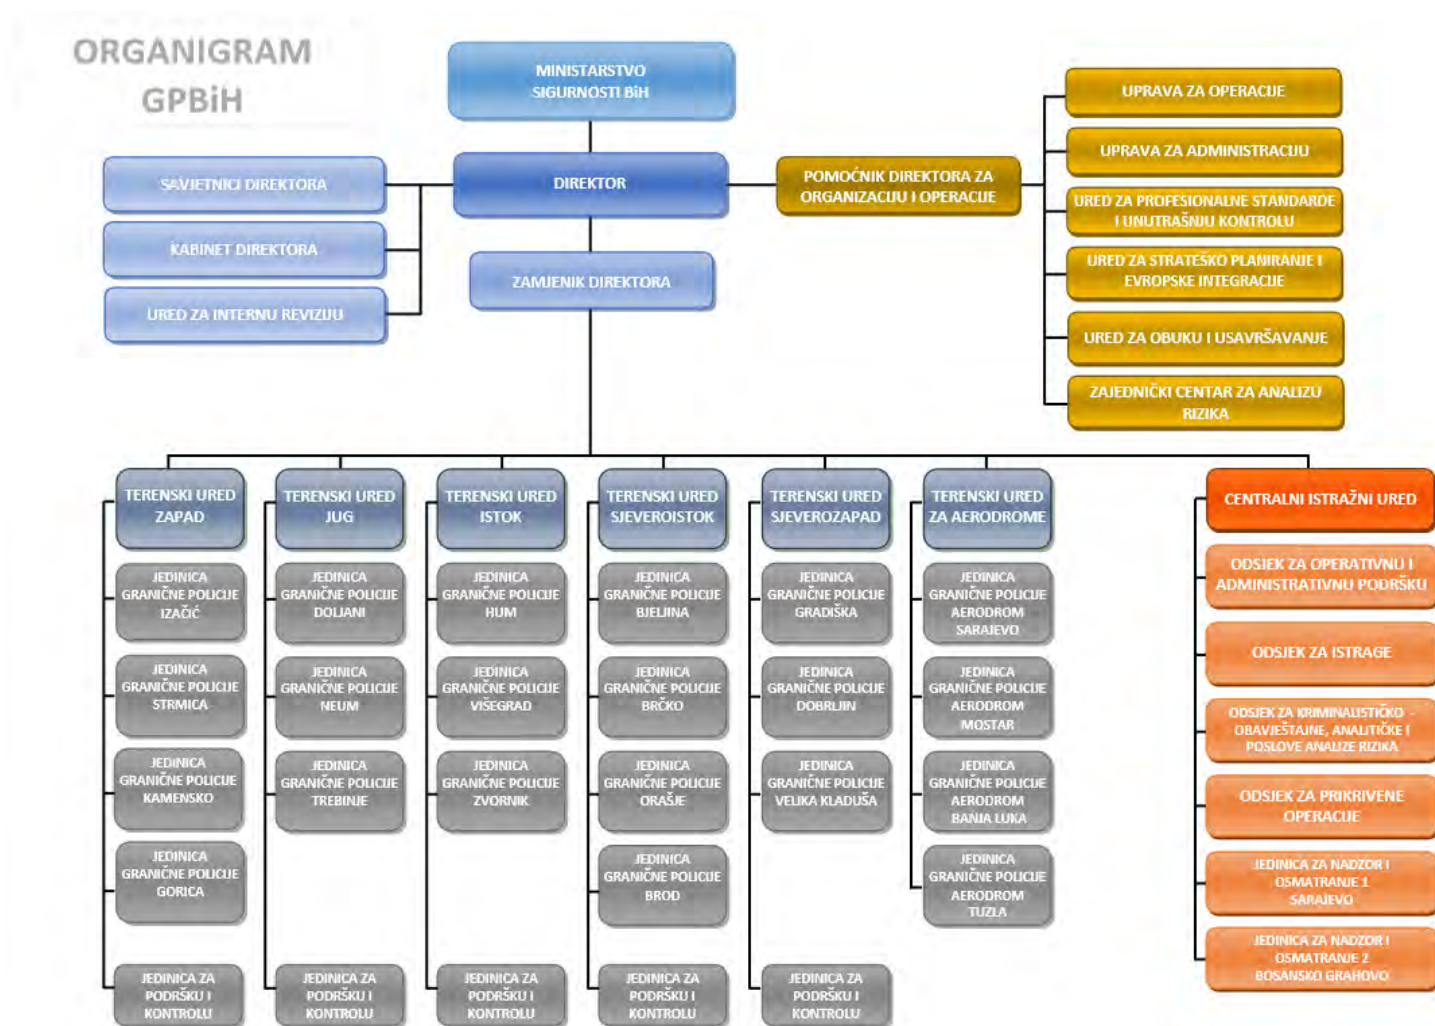 ORGANIGRAM
GPBiH
MINISTARSTVO
SIGURNOSTI BiH
DIREKTOR
ZAMJENIK DIREKTORA
SAVJETNICI DIREKTORA
KABINET DIREKTORA
URED ZA INTERNU REVIZIJU
POMOĆNIK DIREKTORA ZA
ORGANIZACIJU I OPERACIJE
UPRAVA ZA OPERACIJE
UPRAVA ZA ADMINISTRACIJU
URED ZA PROFESIONALNE STANDARDE
I UNUTRAŠNJU KONTROLU
URED ZA STRATEŠKO PLANIRANJE I
EVROPSKE INTEGRACIJE
URED ZA OBUKU I USAVRŠAVANJE
ZAJEDNIČKI CENTAR ZA ANALIZU
RIZIKA
TERENSKI URED
ZAPAD
JEDINICA
GRANIČNE POLICIJE
IZAČIĆ
JEDINICA
GRANIČNE POLICIJE
STRMICA
JEDINICA
GRANIČNE POLICIJE
KAMENSKO
JEDINICA
GRANIČNE POLICIJE
GORICA
JEDINICA ZA
PODRŠKU I
KONTROLU
TERENSKI URED
JUG
JEDINICA
GRANIČNE POLICIJE
DOLJANI
JEDINICA
GRANIČNE POLICIJE
NEUM
JEDINICA
GRANIČNE POLICIJE
TREBINJE
JEDINICA ZA
PODRŠKU I
KONTROLU
TERENSKI URED
ISTOK
JEDINICA
GRANIČNE POLICIJE
HUM
JEDINICA
GRANIČNE POLICIJE
VIŠEGRAD
JEDINICA
GRANIČNE POLICIJE
ZVORNIK
JEDINICA ZA
PODRŠKU I
KONTROLU
TERENSKI URED
SJEVEROISTOK
JEDINICA
GRANIČNE POLICIJE
BJELJINA
JEDINICA
GRANIČNE POLICIJE
BRČKO
JEDINICA
GRANIČNE POLICIJE
ORAŠJE
JEDINICA
GRANIČNE POLICIJE
BROD
JEDINICA ZA
PODRŠKU I
KONTROLU
TERENSKI URED
SJEVEROZAPAD
JEDINICA
GRANIČNE POLICIJE
GRADIŠKA
JEDINICA
GRANIČNE POLICIJE
DOBRLJIN
JEDINICA
GRANIČNE POLICIJE
VELIKA KLADUŠA
JEDINICA ZA
PODRŠKU I
KONTROLU
TERENSKI URED
ZA AERODROME
JEDINICA
GRANIČNE POLICIJE
AERODROM
SARAJEVO
JEDINICA
GRANIČNE POLICIJE
AERODROM
MOSTAR
JEDINICA
GRANIČNE POLICIJE
AERODROM
BANJA LUKA
JEDINICA
GRANIČNE POLICIJE
AERODROM
TUZLA
CENTRALNI ISTRAŽNI URED
ODSJEK ZA OPERATIVNU I
ADMINISTRATIVNU PODRŠKU
ODSJEK ZA ISTRAGE
ODSJEK ZA KRIMINALISTIČKO -
OBAVJEŠTAJNE, ANALITIČKE I
POSLOVE ANALIZE RIZIKA
ODSJEK ZA PRIKRIVENE
OPERACIJE
JEDINICA ZA NADZOR I
OSMATRANJE 1
SARAJEVO
JEDINICA ZA NADZOR I
OSMATRANJE 2
BOSANSKO GRAHOVO